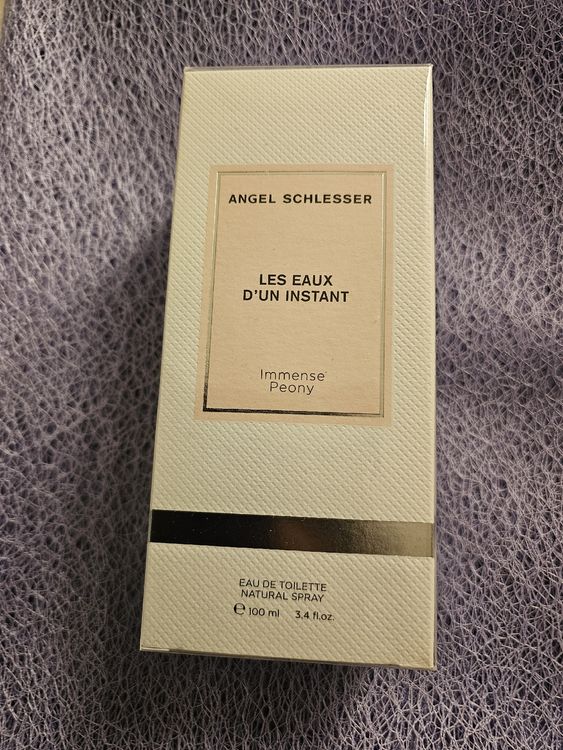 ANGEL SCHLESSER
LES EAUX
D'UN INSTANT
Immense
Peony
EAU DE TOILETTE
NATURAL SPRAY
℮ 100 ml 3.4 fl.oz.